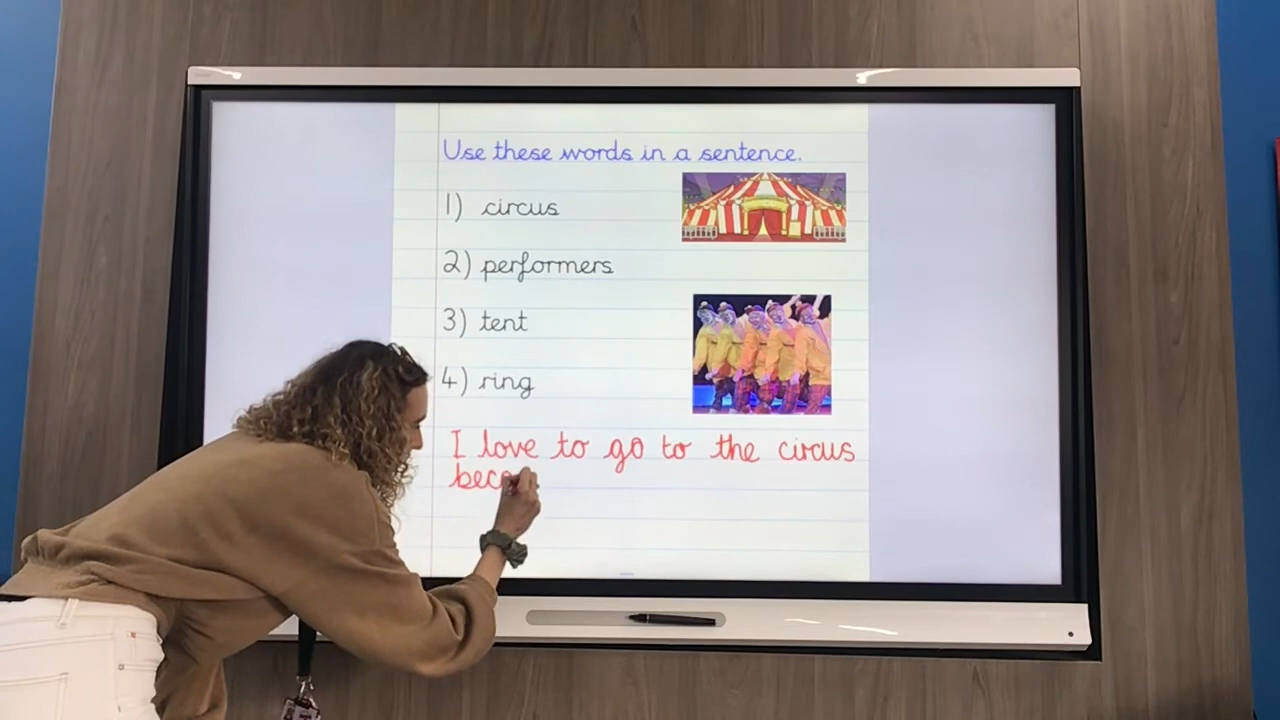 Use these words in a sentence.
1) circus
2) performers
3) tent
4) ring
I love to go to the circus